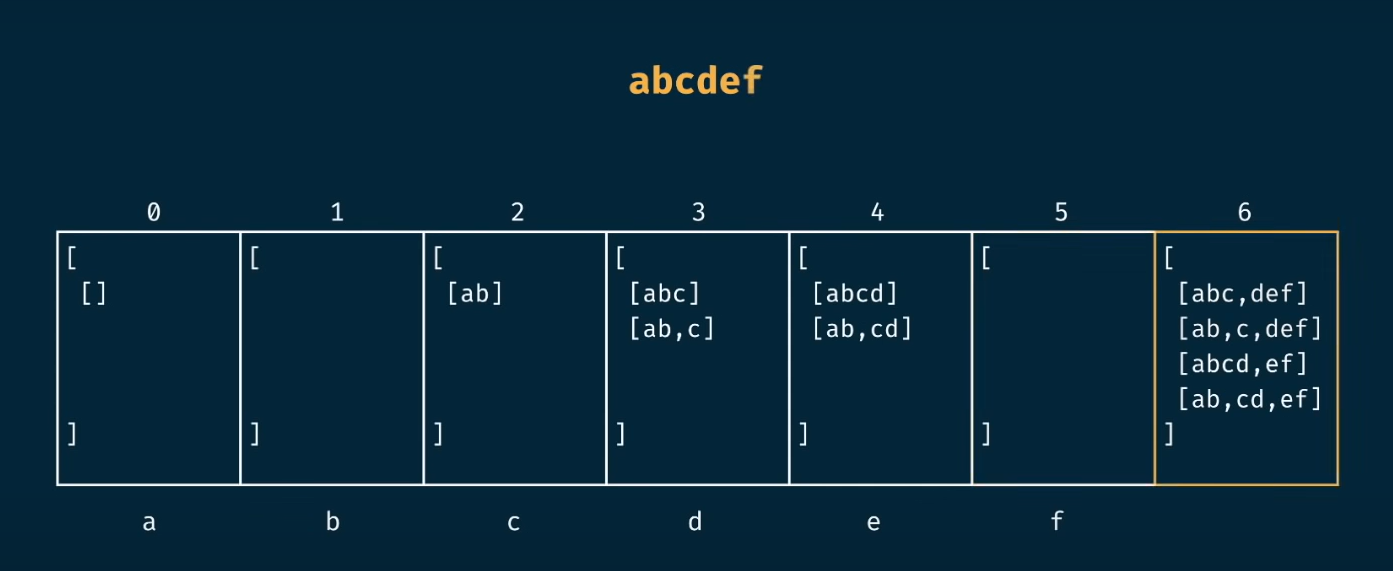 abcdef
0 1 2 3 4 5 6
[ [ [ [ [ [ [
[] [ab] [abc] [abcd] [abc,def]
[ab,c] [ab,cd] [ab,c,def]
[abcd,ef]
[ab,cd,ef]
] ] ] ] ] ] ]
a b c d e f